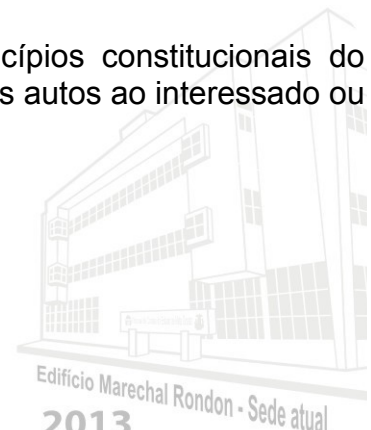 cípios constitucionais do
s autos ao interessado ou
Edifício Marechal Rondon - Sede atual
2013